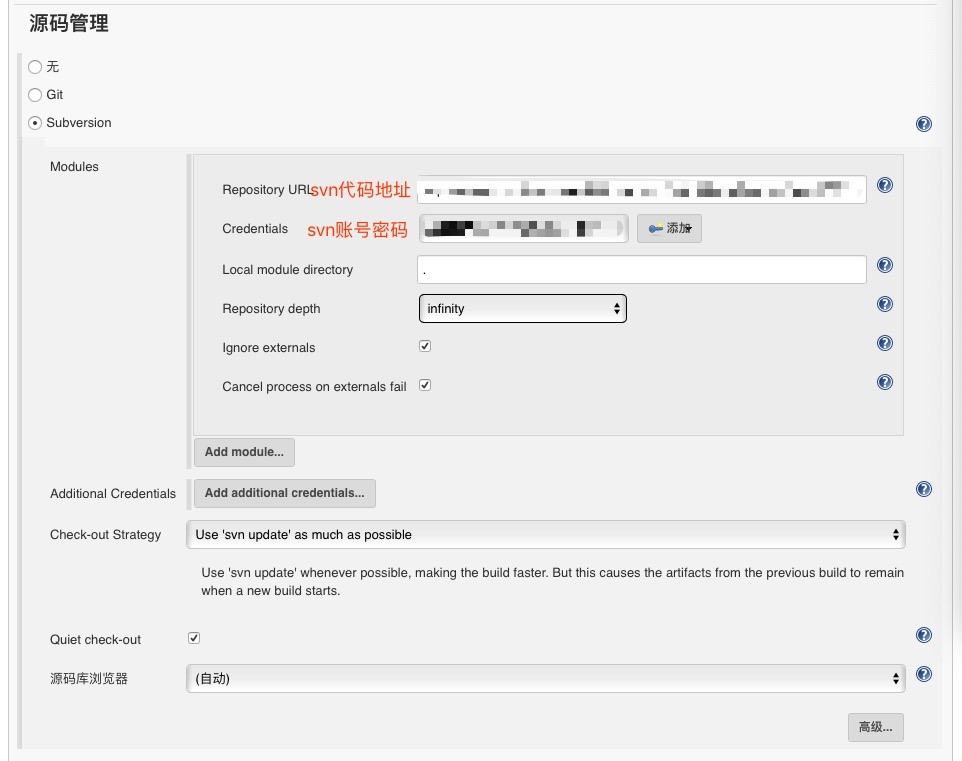 源码管理
无
Git
Subversion
Modules
Repository URL svn代码地址
Credentials svn账号密码 添加
Local module directory .
Repository depth infinity
Ignore externals
Cancel process on externals fail
Add module...
Additional Credentials Add additional credentials...
Check-out Strategy Use 'svn update' as much as possible
Use 'svn update' whenever possible, making the build faster. But this causes the artifacts from the previous build to remain
when a new build starts.
Quiet check-out
源码库浏览器 (自动)
高级...